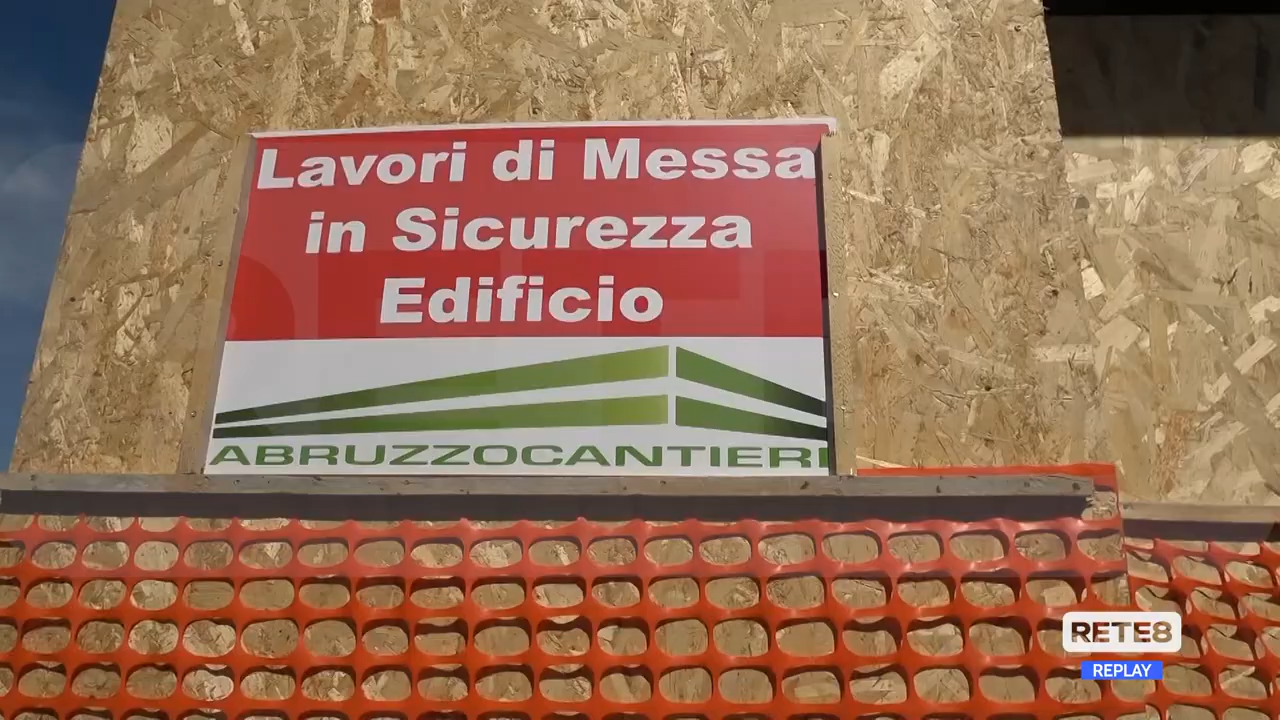 Lavori di Messa
in Sicurezza
Edificio
ABRUZZOCANTIERI
RETE8
REPLAY